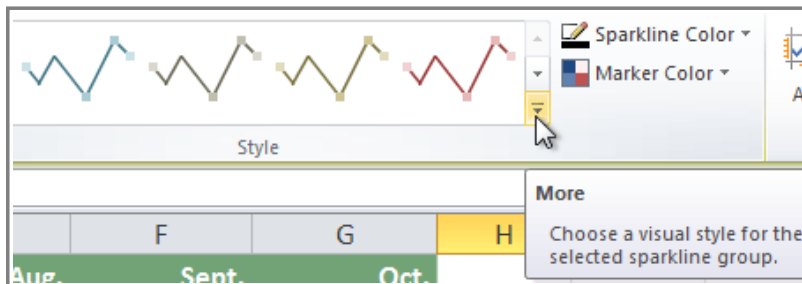 Sparkline Color
Marker Color
A
Style
More
Choose a visual style for the
selected sparkline group.
F G H
Aug. Sept. Oct.